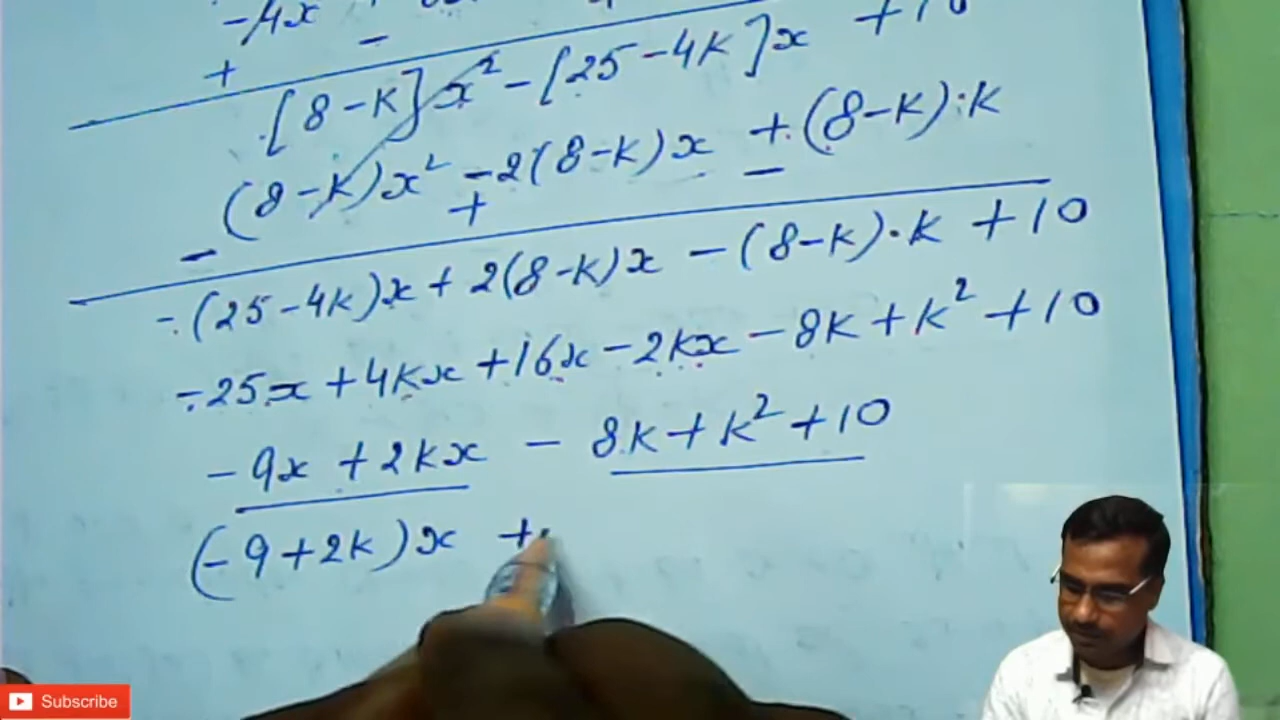 -4x
+ -
[8-K]x² -[25-4K]x +10
(8-K)x² -2(8-K)x +(8-K)·K
- + -
-(25-4K)x + 2(8-K)x -(8-K)·K +10
-25x +4Kx +16x -2Kx -8K+K² +10
-9x +2Kx - 8K+K²+10
(-9+2K)x +
Subscribe